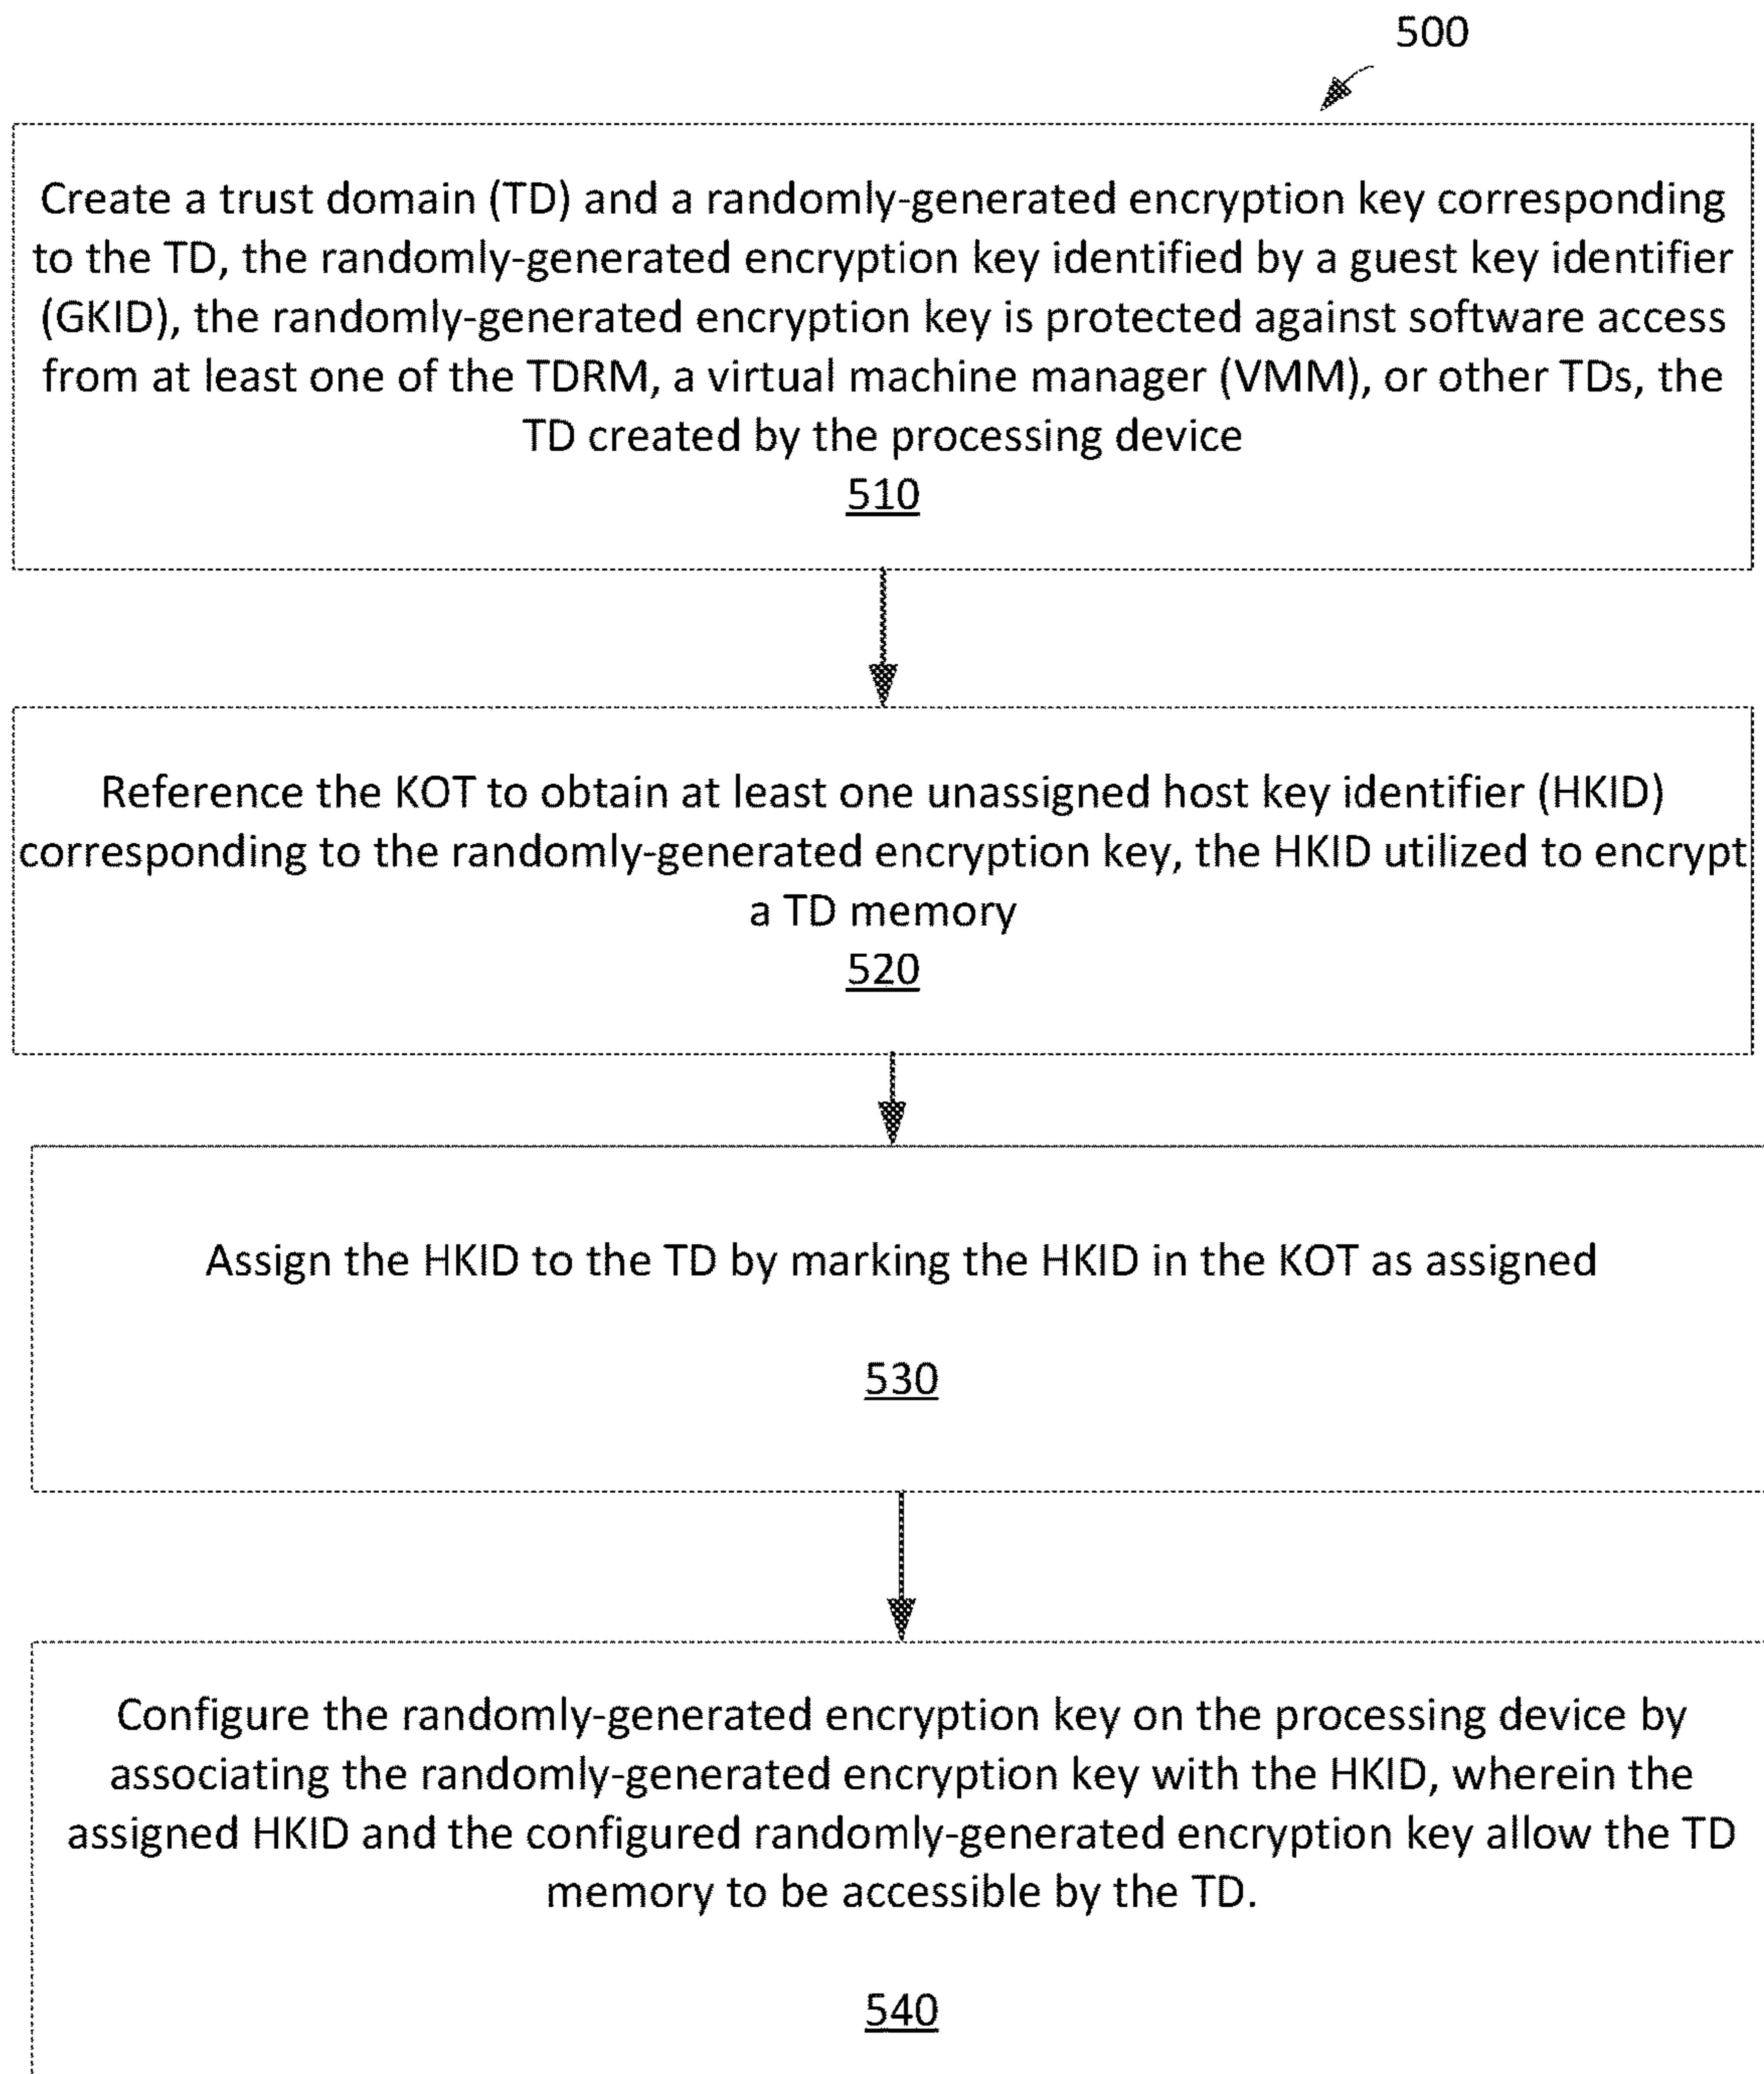 500
Create a trust domain (TD) and a randomly-generated encryption key corresponding
to the TD, the randomly-generated encryption key identified by a guest key identifier
(GKID), the randomly-generated encryption key is protected against software access
from at least one of the TDRM, a virtual machine manager (VMM), or other TDs, the
TD created by the processing device
510
Reference the KOT to obtain at least one unassigned host key identifier (HKID)
corresponding to the randomly-generated encryption key, the HKID utilized to encrypt
a TD memory
520
Assign the HKID to the TD by marking the HKID in the KOT as assigned
530
Configure the randomly-generated encryption key on the processing device by
associating the randomly-generated encryption key with the HKID, wherein the
assigned HKID and the configured randomly-generated encryption key allow the TD
memory to be accessible by the TD.
540